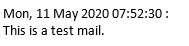 Mon, 11 May 2020 07:52:30 :
This is a test mail.